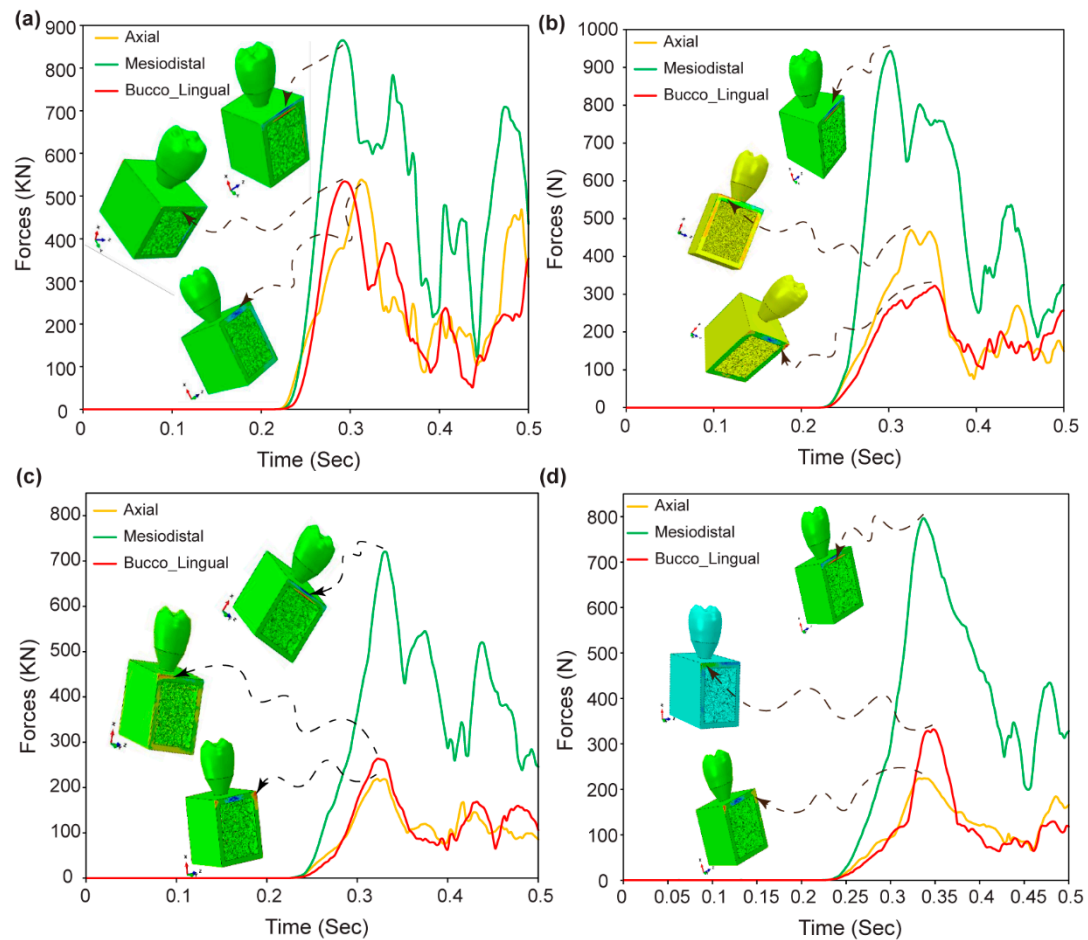 (a)
Axial
Mesiodistal
Bucco_Lingual
Forces (KN)
900
800
700
600
500
400
300
200
100
0
0 0.1 0.2 0.3 0.4 0.5
Time (Sec)
(b)
Axial
Mesiodistal
Bucco_Lingual
Forces (N)
1000
900
800
700
600
500
400
300
200
100
0
0 0.1 0.2 0.3 0.4 0.5
Time (Sec)
(c)
Axial
Mesiodistal
Bucco_Lingual
Forces (KN)
800
700
600
500
400
300
200
100
0
0 0.1 0.2 0.3 0.4 0.5
Time (Sec)
(d)
Axial
Mesiodistal
Bucco_Lingual
Forces (N)
800
700
600
500
400
300
200
100
0
0 0.05 0.1 0.15 0.2 0.25 0.3 0.35 0.4 0.45 0.5
Time (Sec)